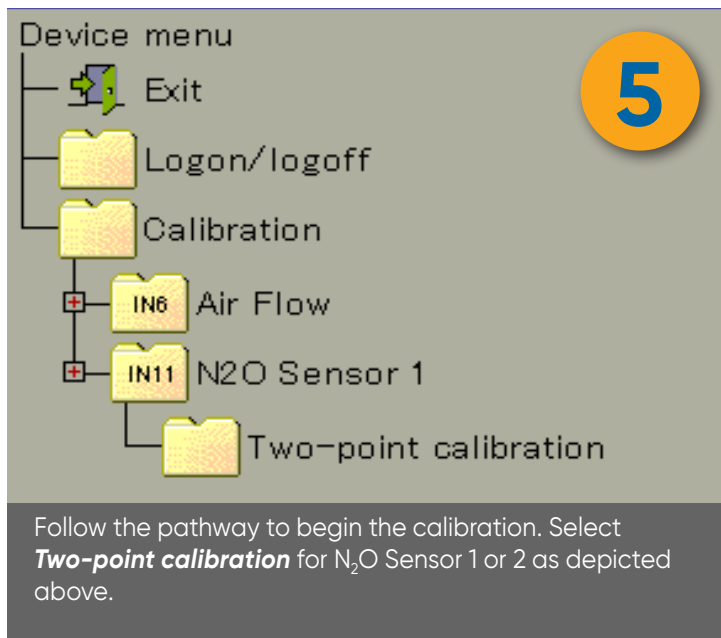 Device menu
5
Exit
Logon/logoff
Calibration
IN6 Air Flow
IN11 N2O Sensor 1
Two-point calibration
Follow the pathway to begin the calibration. Select
Two-point calibration for N₂O Sensor 1 or 2 as depicted
above.